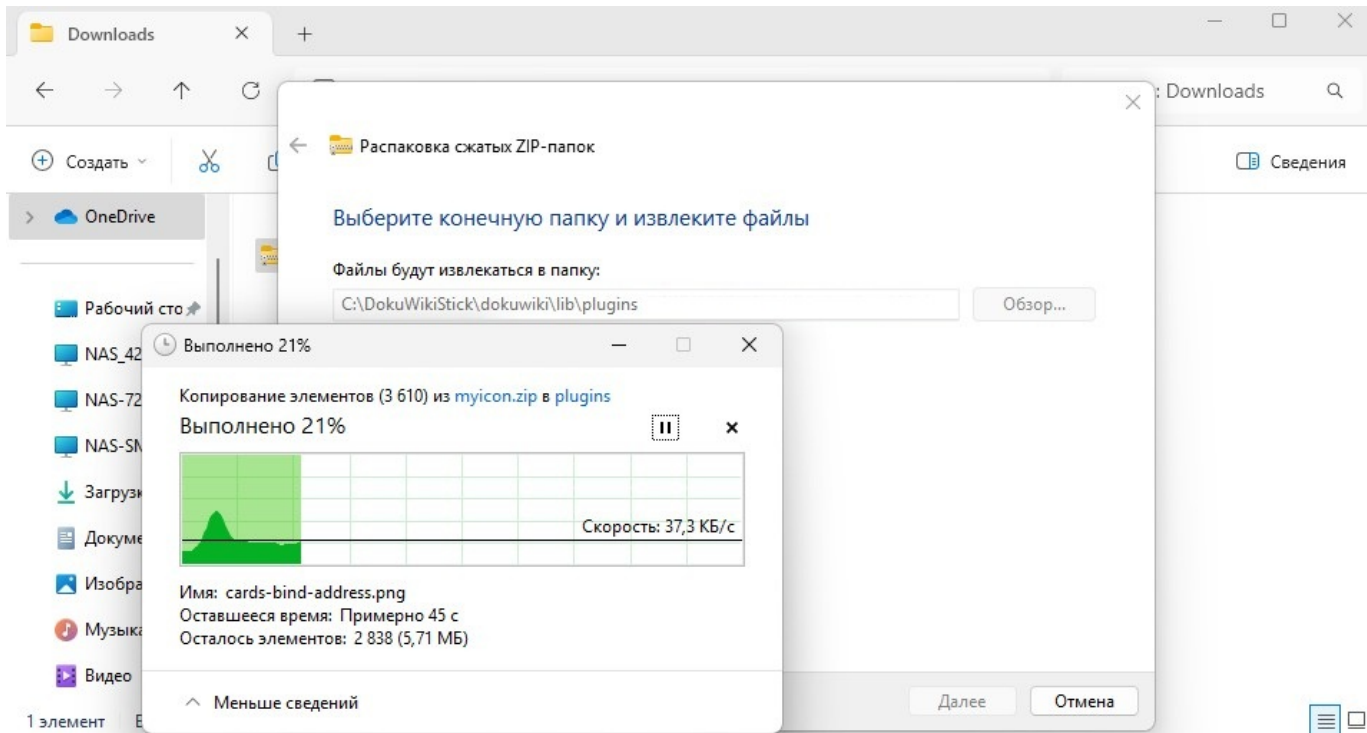 Downloads
: Downloads
Создать
Сведения
Распаковка сжатых ZIP-папок
OneDrive
Выберите конечную папку и извлеките файлы
Файлы будут извлекаться в папку:
C:\DokuWikiStick\dokuwiki\lib\plugins
Обзор...
Рабочий сто
NAS_42
NAS-72
NAS-SM
Загрузк
Докуме
Изобра
Музыка
Видео
Выполнено 21%
Копирование элементов (3 610) из myicon.zip в plugins
Выполнено 21%
Скорость: 37,3 КБ/с
Имя: cards-bind-address.png
Оставшееся время: Примерно 45 с
Осталось элементов: 2 838 (5,71 МБ)
Меньше сведений
Далее
Отмена
1 элемент